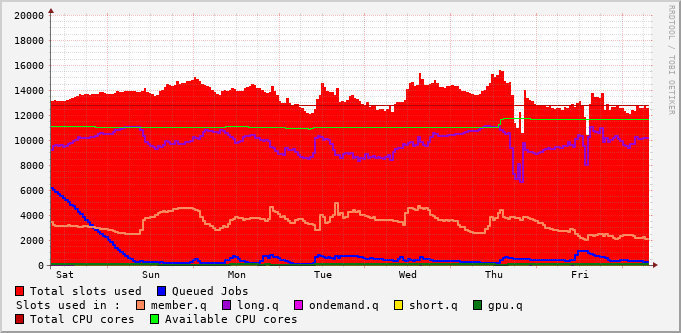 20000
18000
16000
14000
12000
10000
8000
6000
4000
2000
0
Sat Sun Mon Tue Wed Thu Fri
Total slots used Queued Jobs
Slots used in : member.q long.q ondemand.q short.q gpu.q
Total CPU cores Available CPU cores
RRDTOOL / TOBI OETIKER